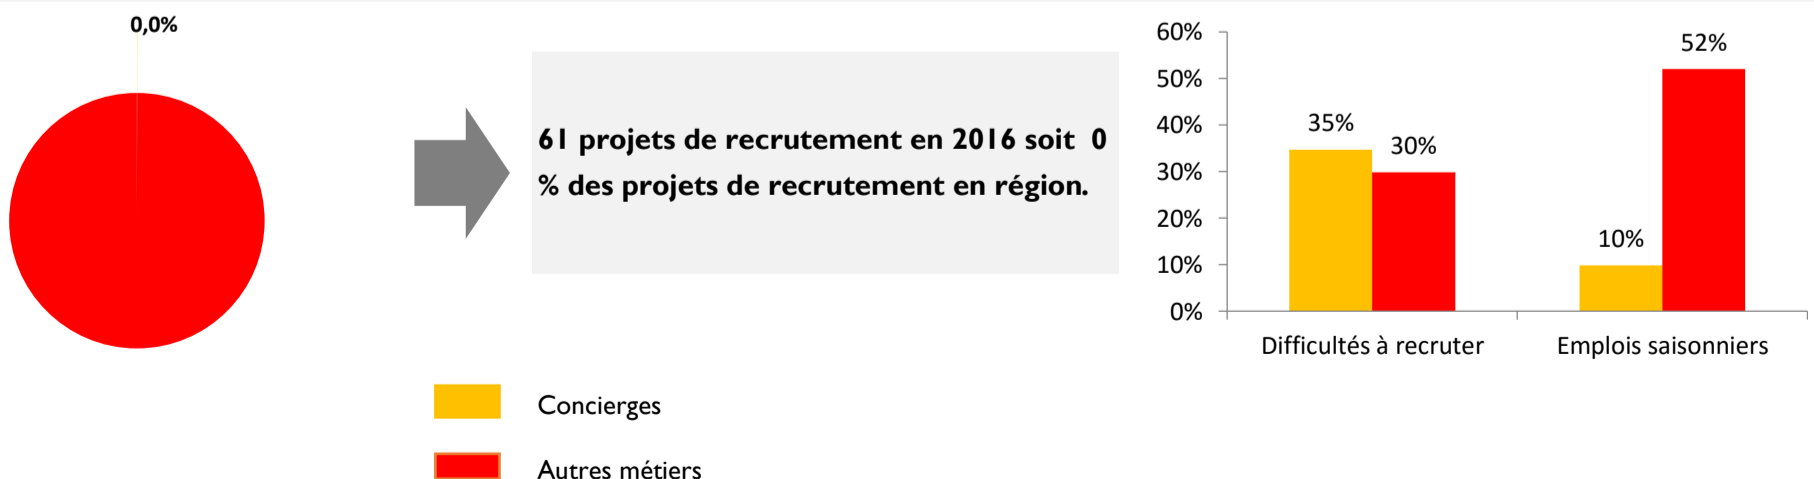 0,0%
61 projets de recrutement en 2016 soit 0
% des projets de recrutement en région.
60%
50%
40%
30%
20%
10%
0%
35%
30%
10%
52%
Difficultés à recruter
Emplois saisonniers
Concierges
Autres métiers